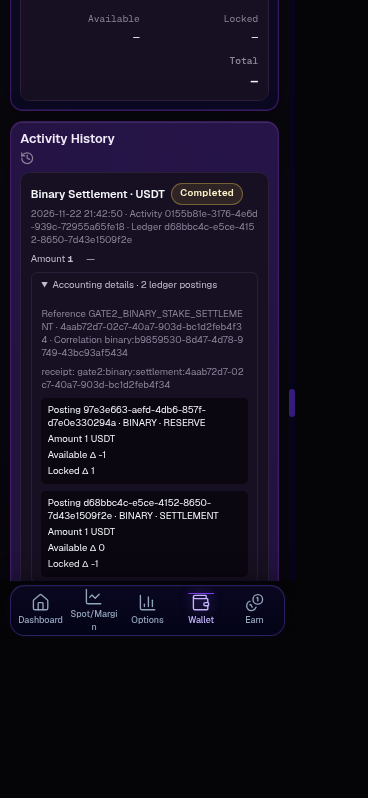 Available Locked
— —
Total
—
Activity History
Binary Settlement · USDT Completed
2026-11-22 21:42:50 · Activity 0155b81e-3176-4e6d
-939c-72955a65fe18 · Ledger d68bbc4c-e5ce-415
2-8650-7d43e1509f2e
Amount 1 —
▼ Accounting details · 2 ledger postings
Reference GATE2_BINARY_STAKE_SETTLEME
NT · 4aab72d7-02c7-40a7-903d-bc1d2feb4f3
4 · Correlation binary:b9859530-8d47-4d78-9
749-43bc93af5434
receipt: gate2:binary:settlement:4aab72d7-02
c7-40a7-903d-bc1d2feb4f34
Posting 97e3e663-aefd-4db6-857f-
d7e0e330294a · BINARY · RESERVE
Amount 1 USDT
Available Δ -1
Locked Δ 1
Posting d68bbc4c-e5ce-4152-8650-
7d43e1509f2e · BINARY · SETTLEMENT
Amount 1 USDT
Available Δ 0
Locked Δ -1
Dashboard Spot/Margi
n Options Wallet Earn